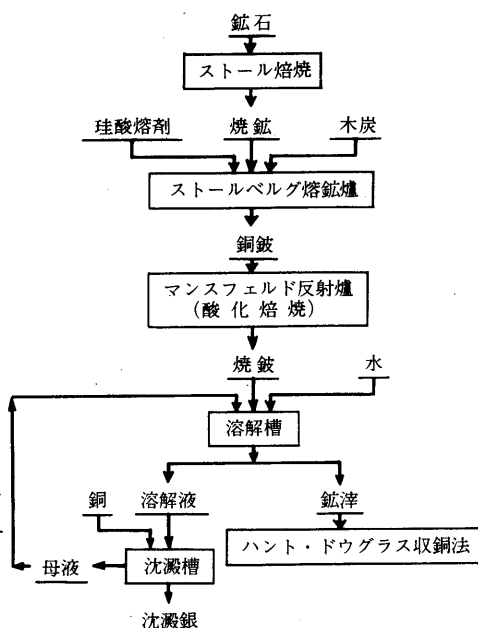 鉱石
ストール焙焼
珪酸熔剤
焼鉱
木炭
ストールベルグ熔鉱爐
銅鈹
マンスフェルド反射爐
(酸化焙焼)
焼鈹
水
溶解槽
銅
溶解液
鉱滓
ハント・ドウグラス収銅法
母液
沈澱槽
沈澱銀